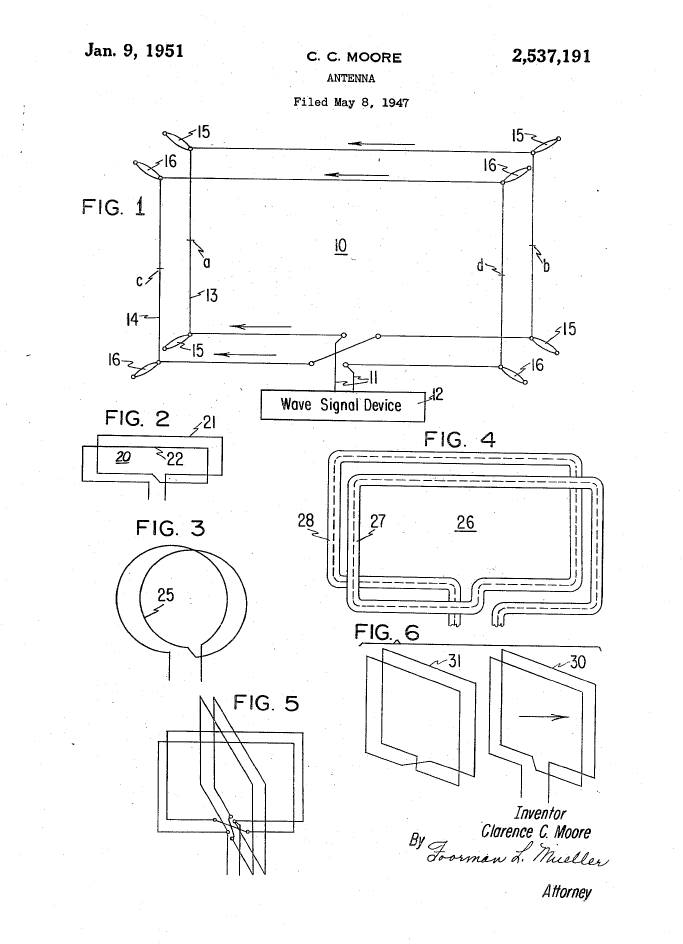 Jan. 9, 1951
C. C. MOORE
2,537,191
ANTENNA
Filed May 8, 1947
15
15
16
16
FIG. 1
10
a
c
d
b
13
14
15
15
16
16
11
12
Wave Signal Device
FIG. 2
21
20
22
FIG. 4
FIG. 3
28
27
26
25
FIG. 6
31
30
FIG. 5
Inventor
Clarence C. Moore
By
Foorman L. Mueller
Attorney